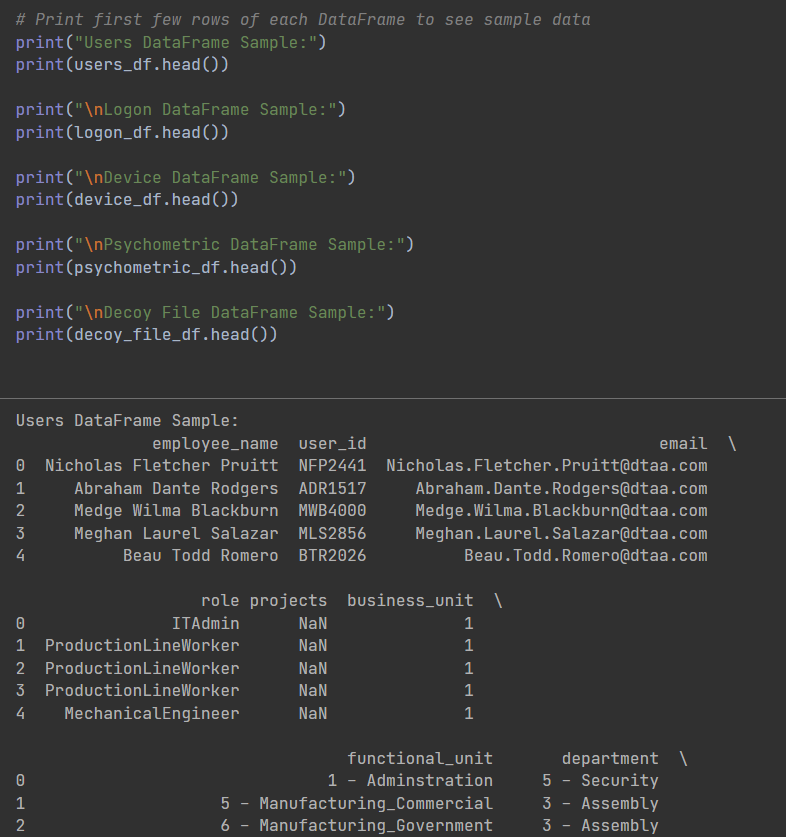 # Print first few rows of each DataFrame to see sample data
print("Users DataFrame Sample:")
print(users_df.head())
print("\nLogon DataFrame Sample:")
print(logon_df.head())
print("\nDevice DataFrame Sample:")
print(device_df.head())
print("\nPsychometric DataFrame Sample:")
print(psychometric_df.head())
print("\nDecoy File DataFrame Sample:")
print(decoy_file_df.head())
Users DataFrame Sample:
employee_name user_id email \
0 Nicholas Fletcher Pruitt NFP2441 Nicholas.Fletcher.Pruitt@dtaa.com
1 Abraham Dante Rodgers ADR1517 Abraham.Dante.Rodgers@dtaa.com
2 Medge Wilma Blackburn MWB4000 Medge.Wilma.Blackburn@dtaa.com
3 Meghan Laurel Salazar MLS2856 Meghan.Laurel.Salazar@dtaa.com
4 Beau Todd Romero BTR2026 Beau.Todd.Romero@dtaa.com
role projects business_unit \
0 ITAdmin NaN 1
1 ProductionLineWorker NaN 1
2 ProductionLineWorker NaN 1
3 ProductionLineWorker NaN 1
4 MechanicalEngineer NaN 1
functional_unit department \
0 1 - Adminstration 5 - Security
1 5 - Manufacturing_Commercial 3 - Assembly
2 6 - Manufacturing_Government 3 - Assembly